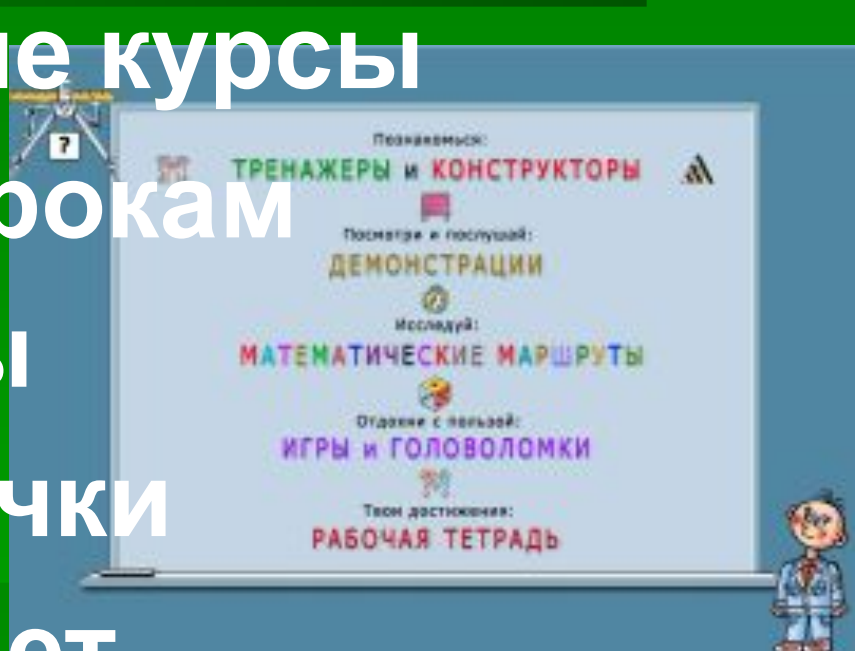 е курсы
?
Познакомься:
ТРЕНАЖЕРЫ и КОНСТРУКТОРЫ
рокам
Посмотри и послушай:
ДЕМОНСТРАЦИИ
Исследуй:
ы
МАТЕМАТИЧЕСКИЕ МАРШРУТЫ
Отдохни с пользой:
ИГРЫ и ГОЛОВОЛОМКИ
чки
Твои достижения:
РАБОЧАЯ ТЕТРАДЬ
ет